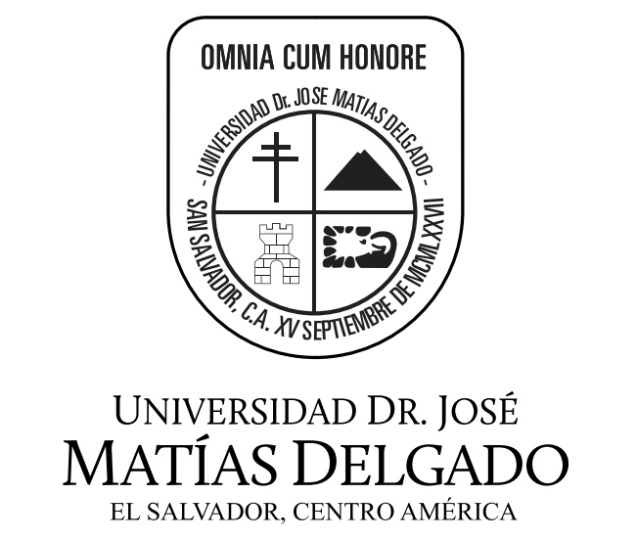 OMNIA CUM HONORE
- UNIVERSIDAD Dr. JOSE MATIAS DELGADO -
SAN SALVADOR, C.A. XV SEPTIEMBRE DE MCMLXXVII
UNIVERSIDAD DR. JOSÉ
MATÍAS DELGADO
EL SALVADOR, CENTRO AMÉRICA